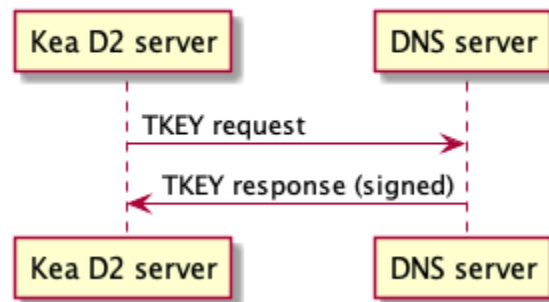 Kea D2 server DNS server
TKEY request
TKEY response (signed)
Kea D2 server DNS server